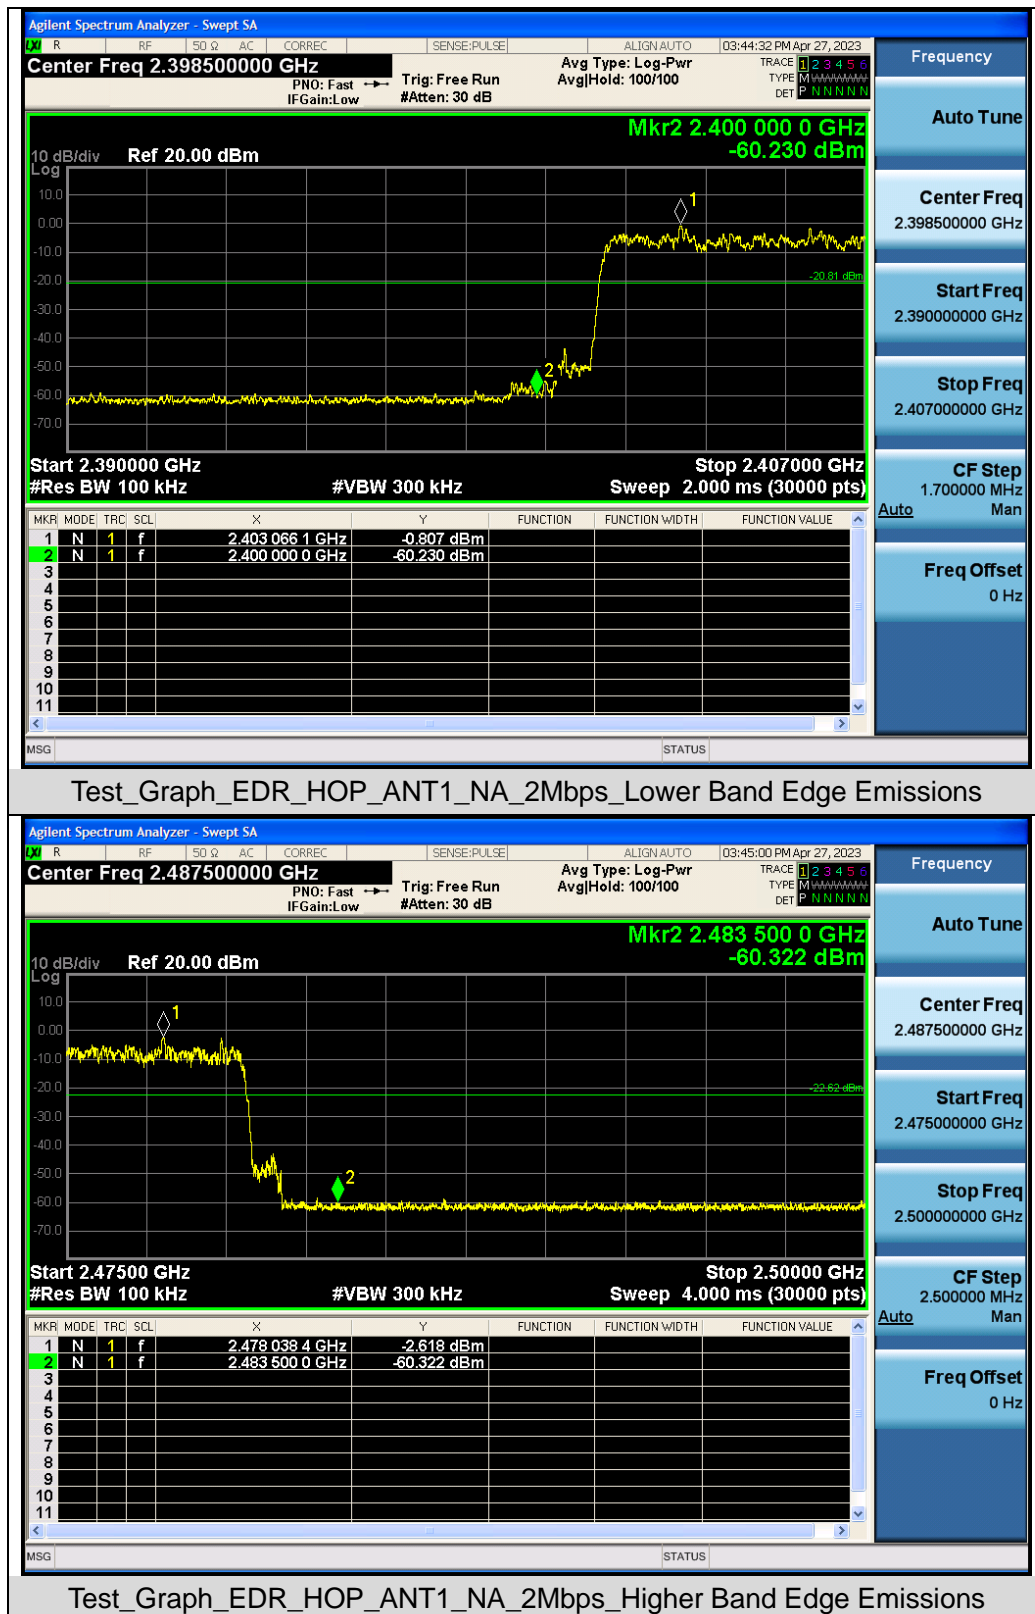 Agilent Spectrum Analyzer - Swept SA
LXI R RF 50 Ω AC CORREC SENSE:PULSE ALIGN AUTO 03:44:32 PM Apr 27, 2023
Center Freq 2.398500000 GHz
PNO: Fast
IFGain:Low
Trig: Free Run
#Atten: 30 dB
Avg Type: Log-Pwr
Avg|Hold: 100/100
TRACE 1 2 3 4 5 6
TYPE M
DET P N N N N N
Frequency
Auto Tune
Mkr2 2.400 000 0 GHz
-60.230 dBm
10 dB/div Ref 20.00 dBm
Log
10.0
0.00
-10.0
-20.0
-30.0
-40.0
-50.0
-60.0
-70.0
1
2
-20.81 dBm
Center Freq
2.398500000 GHz
Start Freq
2.390000000 GHz
Stop Freq
2.407000000 GHz
CF Step
1.700000 MHz
Auto Man
Freq Offset
0 Hz
Start 2.390000 GHz Stop 2.407000 GHz
#Res BW 100 kHz #VBW 300 kHz Sweep 2.000 ms (30000 pts)
MKR MODE TRC SCL X Y FUNCTION FUNCTION WIDTH FUNCTION VALUE
1 N 1 f 2.403 066 1 GHz -0.807 dBm
2 N 1 f 2.400 000 0 GHz -60.230 dBm
3
4
5
6
7
8
9
10
11
MSG STATUS
Test_Graph_EDR_HOP_ANT1_NA_2Mbps_Lower Band Edge Emissions
Agilent Spectrum Analyzer - Swept SA
LXI R RF 50 Ω AC CORREC SENSE:PULSE ALIGN AUTO 03:45:00 PM Apr 27, 2023
Center Freq 2.487500000 GHz
PNO: Fast
IFGain:Low
Trig: Free Run
#Atten: 30 dB
Avg Type: Log-Pwr
Avg|Hold: 100/100
TRACE 1 2 3 4 5 6
TYPE M
DET P N N N N N
Frequency
Auto Tune
Mkr2 2.483 500 0 GHz
-60.322 dBm
10 dB/div Ref 20.00 dBm
Log
10.0
0.00
-10.0
-20.0
-30.0
-40.0
-50.0
-60.0
-70.0
1
2
-22.62 dBm
Center Freq
2.487500000 GHz
Start Freq
2.475000000 GHz
Stop Freq
2.500000000 GHz
CF Step
2.500000 MHz
Auto Man
Freq Offset
0 Hz
Start 2.47500 GHz Stop 2.50000 GHz
#Res BW 100 kHz #VBW 300 kHz Sweep 4.000 ms (30000 pts)
MKR MODE TRC SCL X Y FUNCTION FUNCTION WIDTH FUNCTION VALUE
1 N 1 f 2.478 038 4 GHz -2.618 dBm
2 N 1 f 2.483 500 0 GHz -60.322 dBm
3
4
5
6
7
8
9
10
11
MSG STATUS
Test_Graph_EDR_HOP_ANT1_NA_2Mbps_Higher Band Edge Emissions